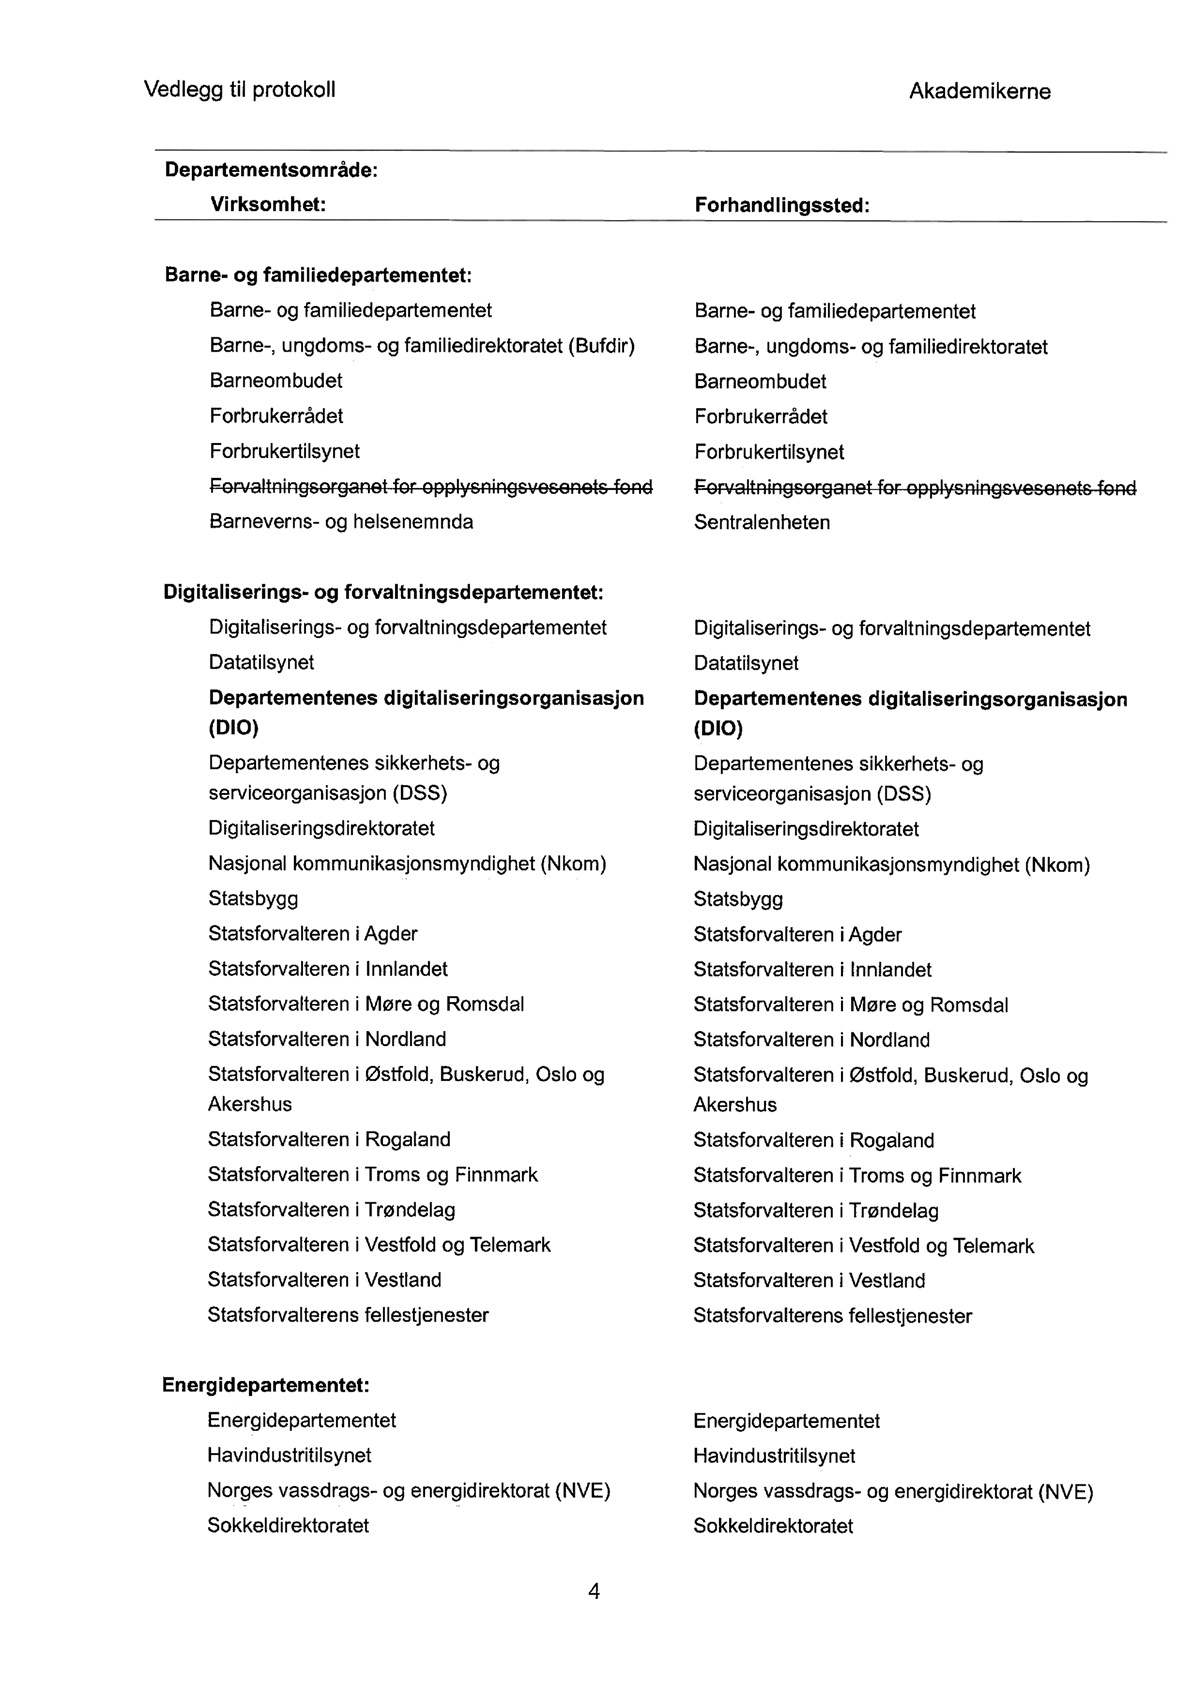 Vedlegg til protokoll Akademikerne
Departementsområde:
Virksomhet: Forhandlingssted:
Barne- og familiedepartementet:
Barne- og familiedepartementet Barne- og familiedepartementet
Barne-, ungdoms- og familiedirektoratet (Bufdir) Barne-, ungdoms- og familiedirektoratet
Barneombudet Barneombudet
Forbrukerrådet Forbrukerrådet
Forbrukertilsynet Forbrukertilsynet
Forvaltningsorganet for opplysningsvesenets fond Forvaltningsorganet for opplysningsvesenets fond
Barneverns- og helsenemnda Sentralenheten
Digitaliserings- og forvaltningsdepartementet:
Digitaliserings- og forvaltningsdepartementet Digitaliserings- og forvaltningsdepartementet
Datatilsynet Datatilsynet
Departementenes digitaliseringsorganisasjon Departementenes digitaliseringsorganisasjon
(DIO) (DIO)
Departementenes sikkerhets- og Departementenes sikkerhets- og
serviceorganisasjon (DSS) serviceorganisasjon (DSS)
Digitaliseringsdirektoratet Digitaliseringsdirektoratet
Nasjonal kommunikasjonsmyndighet (Nkom) Nasjonal kommunikasjonsmyndighet (Nkom)
Statsbygg Statsbygg
Statsforvalteren i Agder Statsforvalteren i Agder
Statsforvalteren i Innlandet Statsforvalteren i Innlandet
Statsforvalteren i Møre og Romsdal Statsforvalteren i Møre og Romsdal
Statsforvalteren i Nordland Statsforvalteren i Nordland
Statsforvalteren i Østfold, Buskerud, Oslo og Statsforvalteren i Østfold, Buskerud, Oslo og
Akershus Akershus
Statsforvalteren i Rogaland Statsforvalteren i Rogaland
Statsforvalteren i Troms og Finnmark Statsforvalteren i Troms og Finnmark
Statsforvalteren i Trøndelag Statsforvalteren i Trøndelag
Statsforvalteren i Vestfold og Telemark Statsforvalteren i Vestfold og Telemark
Statsforvalteren i Vestland Statsforvalteren i Vestland
Statsforvalterens fellestjenester Statsforvalterens fellestjenester
Energidepartementet:
Energidepartementet Energidepartementet
Havindustritilsynet Havindustritilsynet
Norges vassdrags- og energidirektorat (NVE) Norges vassdrags- og energidirektorat (NVE)
Sokkeldirektoratet Sokkeldirektoratet
4